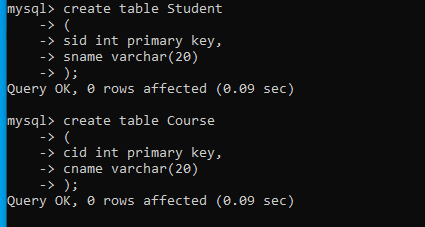 mysql> create table Student
    -> (
    -> sid int primary key,
    -> sname varchar(20)
    -> );
Query OK, 0 rows affected (0.09 sec)

mysql> create table Course
    -> (
    -> cid int primary key,
    -> cname varchar(20)
    -> );
Query OK, 0 rows affected (0.09 sec)